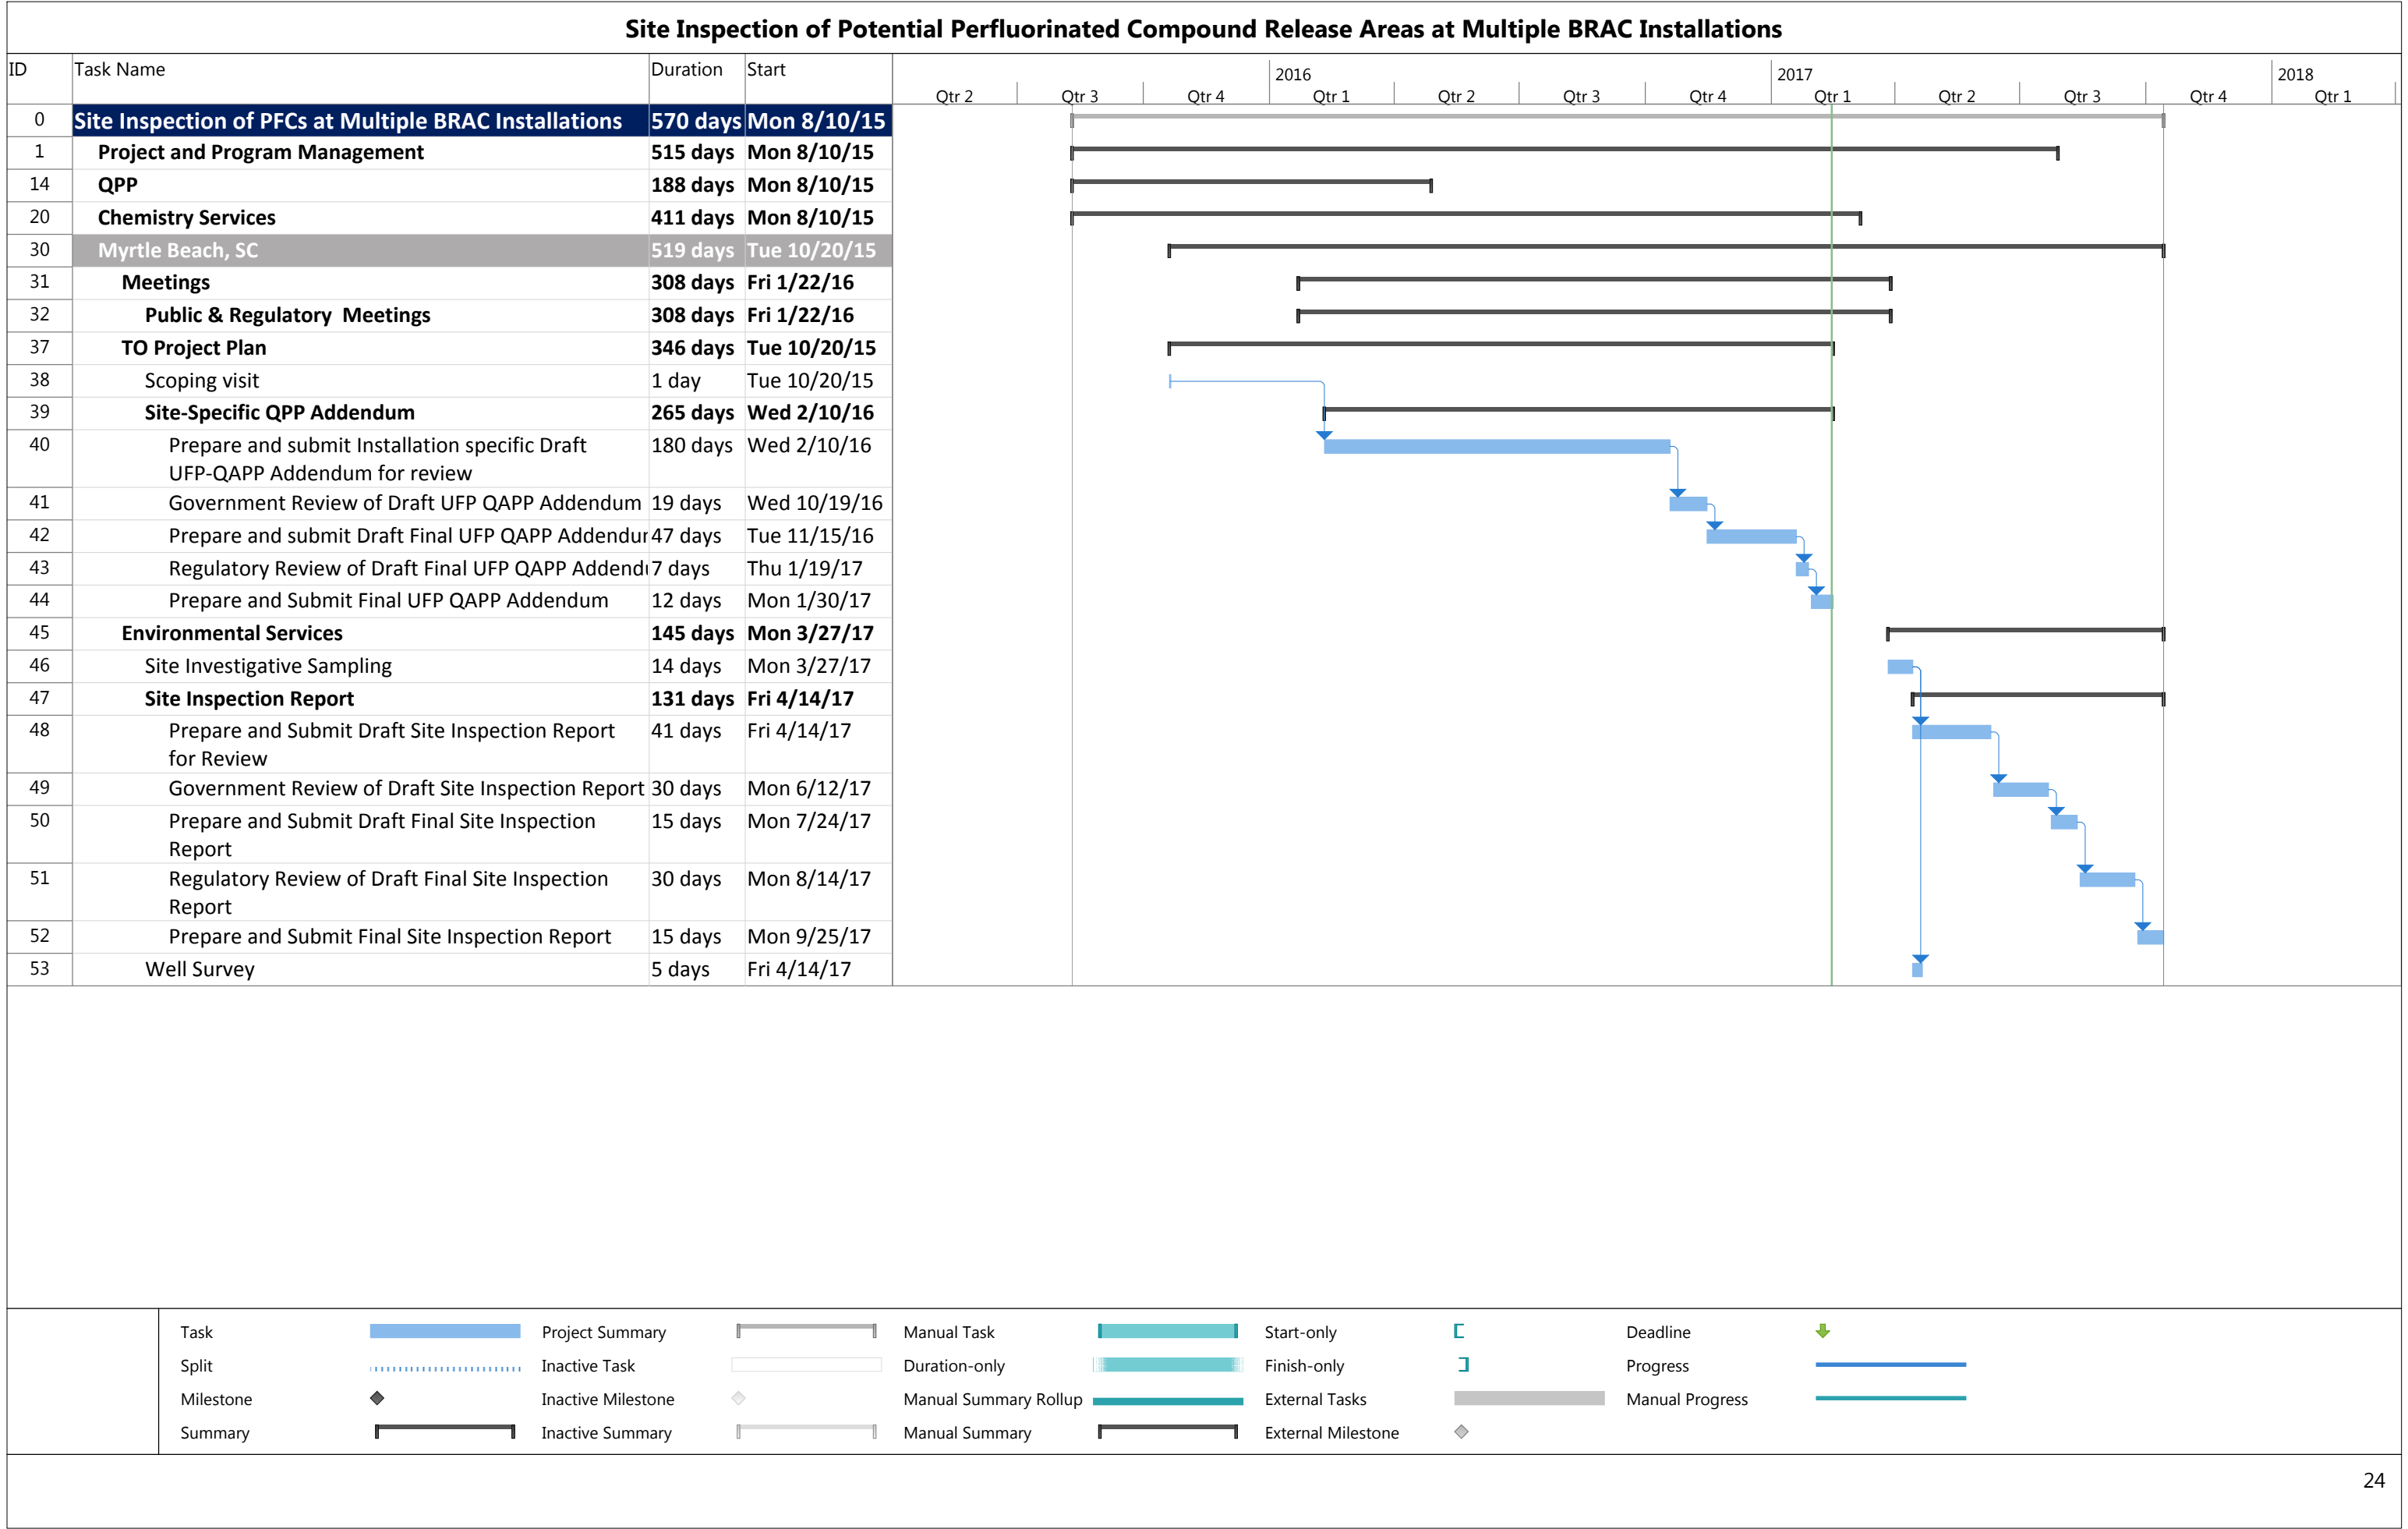 Site Inspection of Potential Perfluorinated Compound Release Areas at Multiple BRAC Installations
ID Task Name Duration Start
2016 2017 2018
Qtr 2 Qtr 3 Qtr 4 Qtr 1 Qtr 2 Qtr 3 Qtr 4 Qtr 1 Qtr 2 Qtr 3 Qtr 4 Qtr 1
0 Site Inspection of PFCs at Multiple BRAC Installations 570 days Mon 8/10/15
1 Project and Program Management 515 days Mon 8/10/15
14 QPP 188 days Mon 8/10/15
20 Chemistry Services 411 days Mon 8/10/15
30 Myrtle Beach, SC 519 days Tue 10/20/15
31 Meetings 308 days Fri 1/22/16
32 Public & Regulatory Meetings 308 days Fri 1/22/16
37 TO Project Plan 346 days Tue 10/20/15
38 Scoping visit 1 day Tue 10/20/15
39 Site-Specific QPP Addendum 265 days Wed 2/10/16
40 Prepare and submit Installation specific Draft 180 days Wed 2/10/16
UFP-QAPP Addendum for review
41 Government Review of Draft UFP QAPP Addendum 19 days Wed 10/19/16
42 Prepare and submit Draft Final UFP QAPP Addendu 47 days Tue 11/15/16
43 Regulatory Review of Draft Final UFP QAPP Addend 7 days Thu 1/19/17
44 Prepare and Submit Final UFP QAPP Addendum 12 days Mon 1/30/17
45 Environmental Services 145 days Mon 3/27/17
46 Site Investigative Sampling 14 days Mon 3/27/17
47 Site Inspection Report 131 days Fri 4/14/17
48 Prepare and Submit Draft Site Inspection Report 41 days Fri 4/14/17
for Review
49 Government Review of Draft Site Inspection Report 30 days Mon 6/12/17
50 Prepare and Submit Draft Final Site Inspection 15 days Mon 7/24/17
Report
51 Regulatory Review of Draft Final Site Inspection 30 days Mon 8/14/17
Report
52 Prepare and Submit Final Site Inspection Report 15 days Mon 9/25/17
53 Well Survey 5 days Fri 4/14/17
Task Project Summary Manual Task Start-only Deadline
Split Inactive Task Duration-only Finish-only Progress
Milestone Inactive Milestone Manual Summary Rollup External Tasks Manual Progress
Summary Inactive Summary Manual Summary External Milestone
24